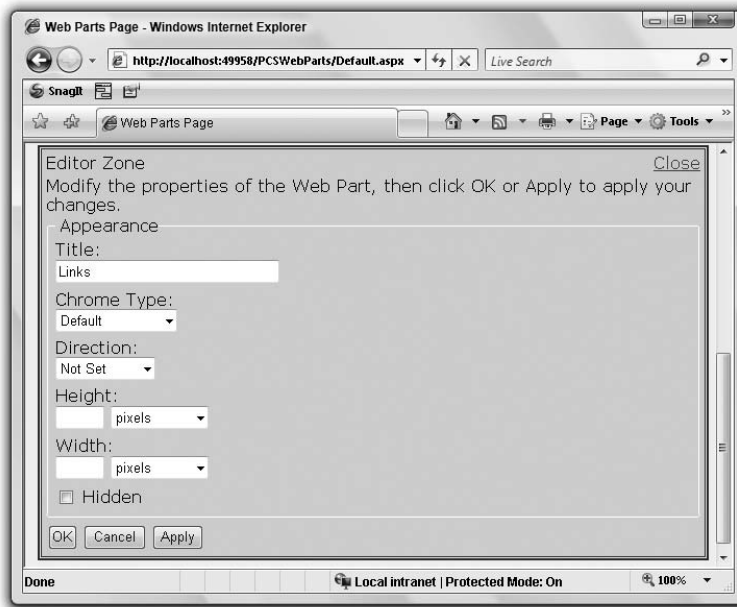 Web Parts Page - Windows Internet Explorer
http://localhost:49958/PCSWebParts/Default.aspx
Live Search
SnagIt
Web Parts Page
Page
Tools
»
Editor Zone
Close
Modify the properties of the Web Part, then click OK or Apply to apply your
changes.
Appearance
Title:
Links
Chrome Type:
Default
Direction:
Not Set
Height:
pixels
Width:
pixels
Hidden
OK
Cancel
Apply
Done
Local intranet | Protected Mode: On
100%